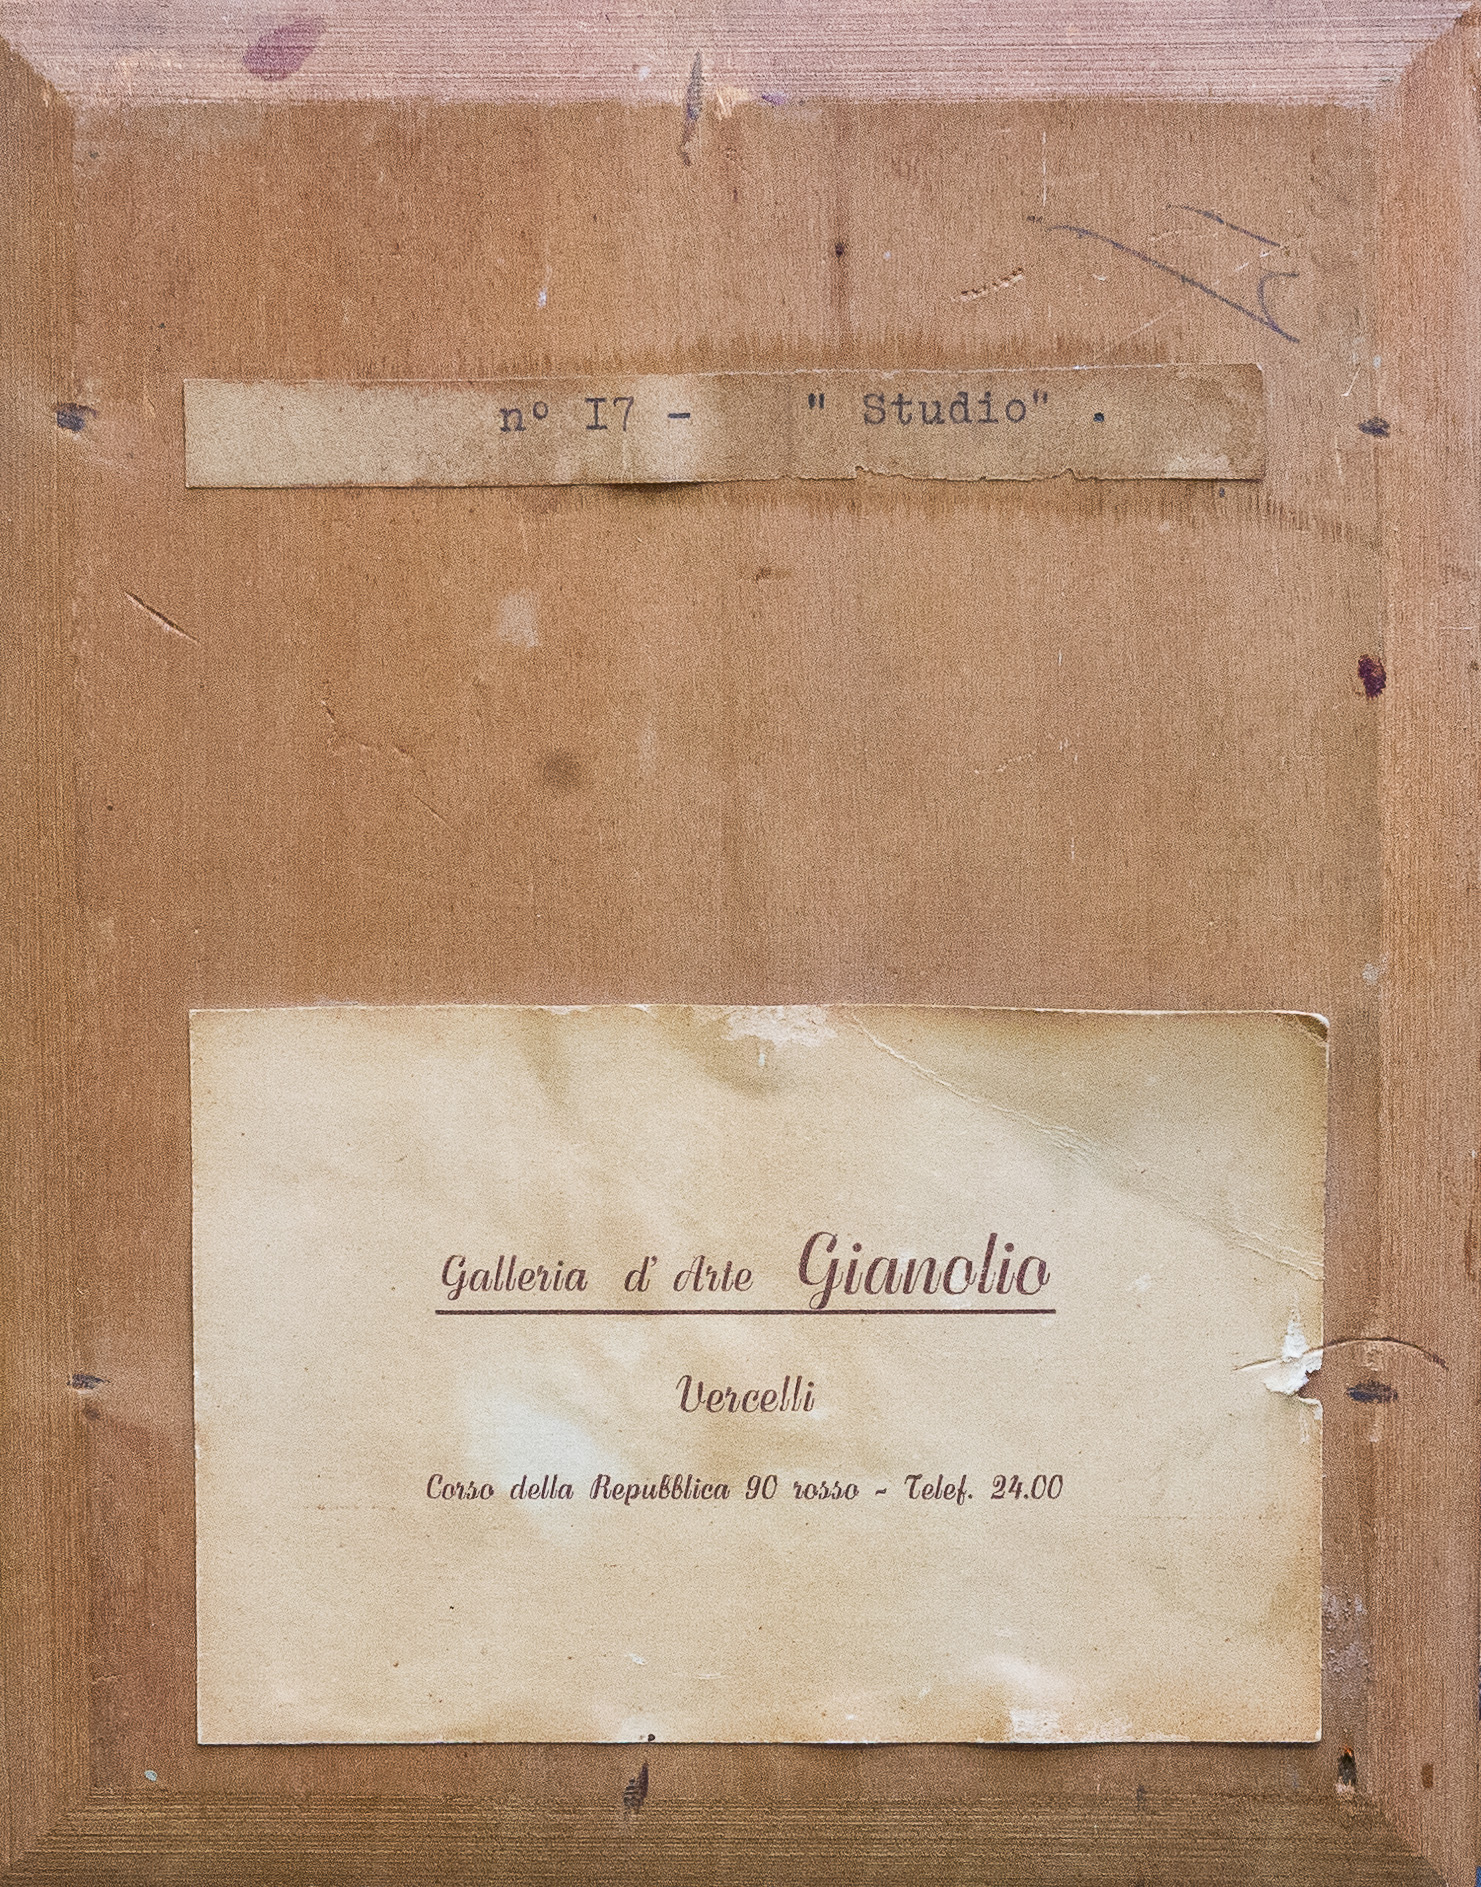 nº I7 - " Studio" .
Galleria d' Arte Gianolio
Vercelli
Corso della Repubblica 90 rosso - Telef. 24.00